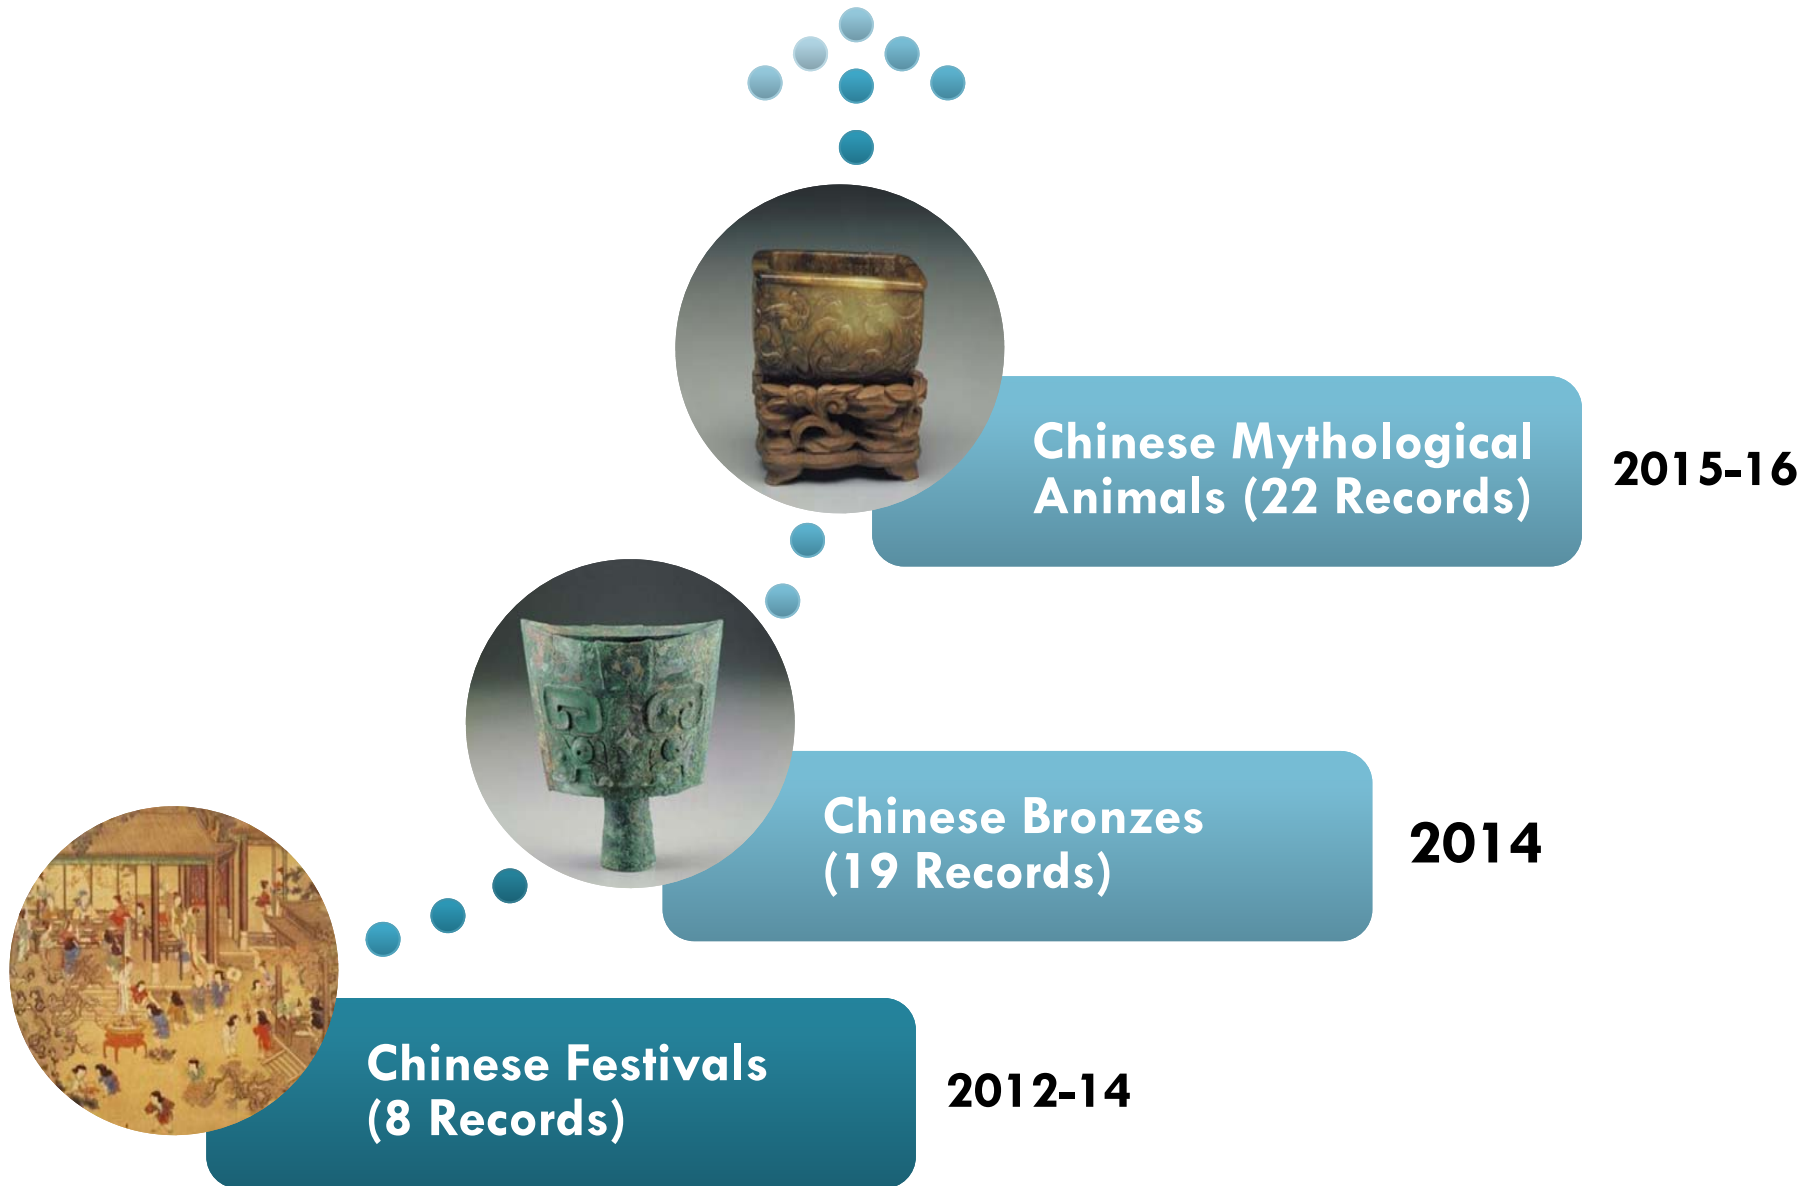 Chinese Mythological
Animals (22 Records)
2015-16
Chinese Bronzes
(19 Records)
2014
Chinese Festivals
(8 Records)
2012-14